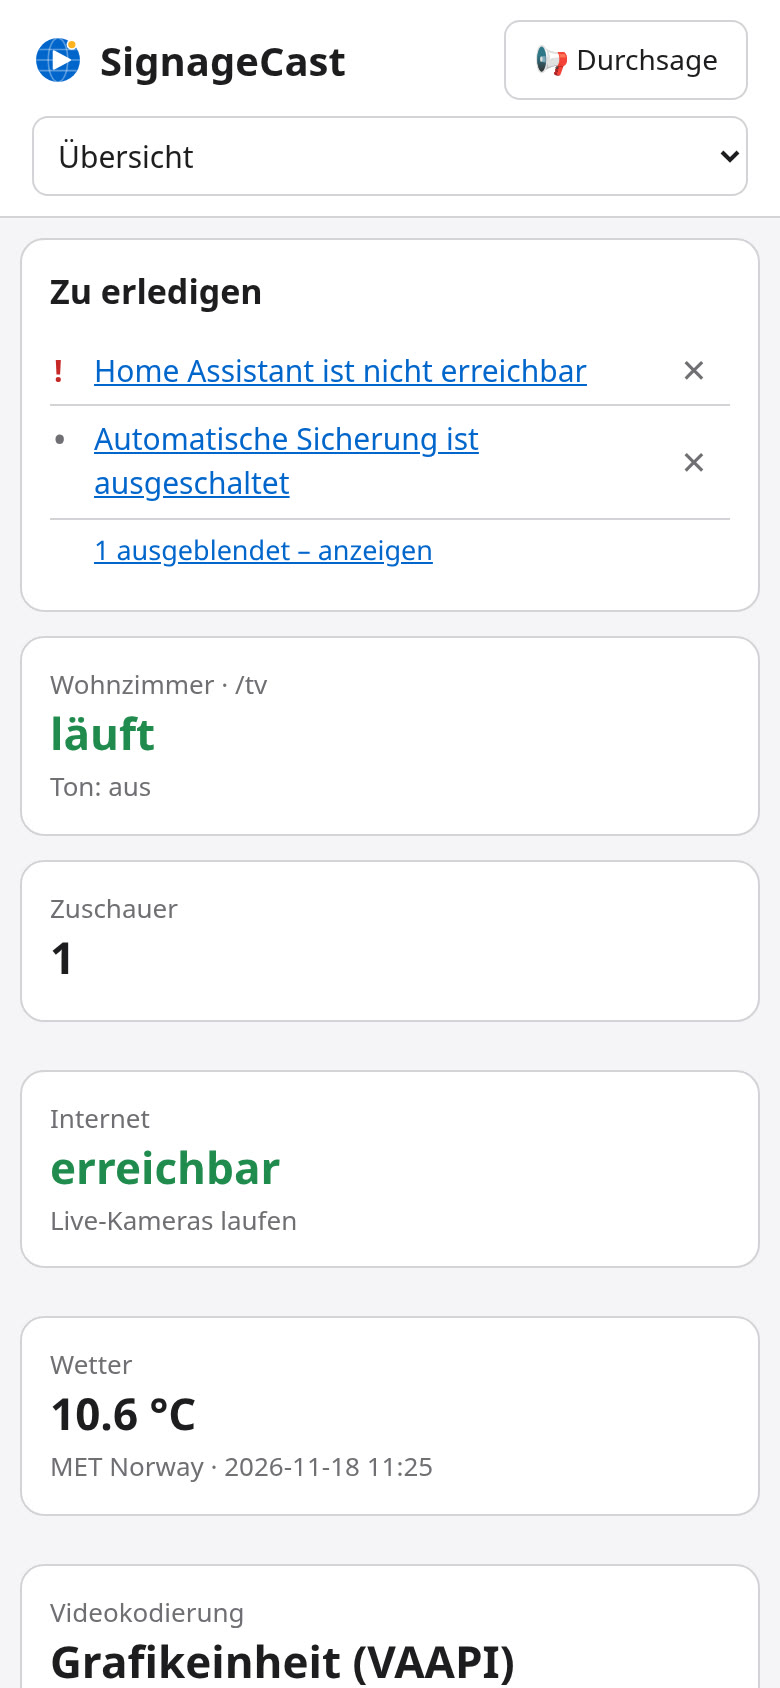 SignageCast
Durchsage
Übersicht
Zu erledigen
! Home Assistant ist nicht erreichbar ✕
• Automatische Sicherung ist
ausgeschaltet ✕
1 ausgeblendet – anzeigen
Wohnzimmer · /tv
läuft
Ton: aus
Zuschauer
1
Internet
erreichbar
Live-Kameras laufen
Wetter
10.6 °C
MET Norway · 2026-11-18 11:25
Videokodierung
Grafikeinheit (VAAPI)